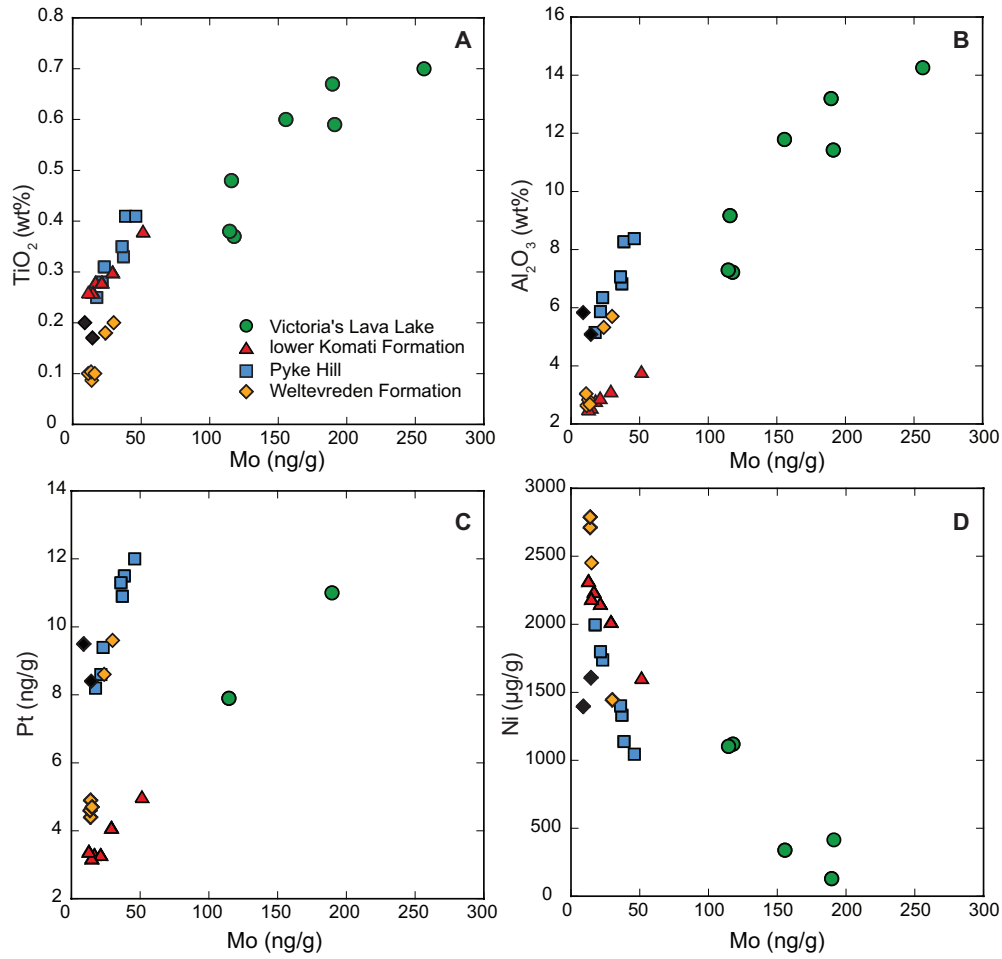 A
TiO2 (wt%)
0.8
0.7
0.6
0.5
0.4
0.3
0.2
0.1
0
Victoria's Lava Lake
lower Komati Formation
Pyke Hill
Weltevreden Formation
0 50 100 150 200 250 300
Mo (ng/g)
B
Al2O3 (wt%)
16
14
12
10
8
6
4
2
0 50 100 150 200 250 300
Mo (ng/g)
C
Pt (ng/g)
14
12
10
8
6
4
2
0 50 100 150 200 250 300
Mo (ng/g)
D
Ni (µg/g)
3000
2500
2000
1500
1000
500
0
0 50 100 150 200 250 300
Mo (ng/g)